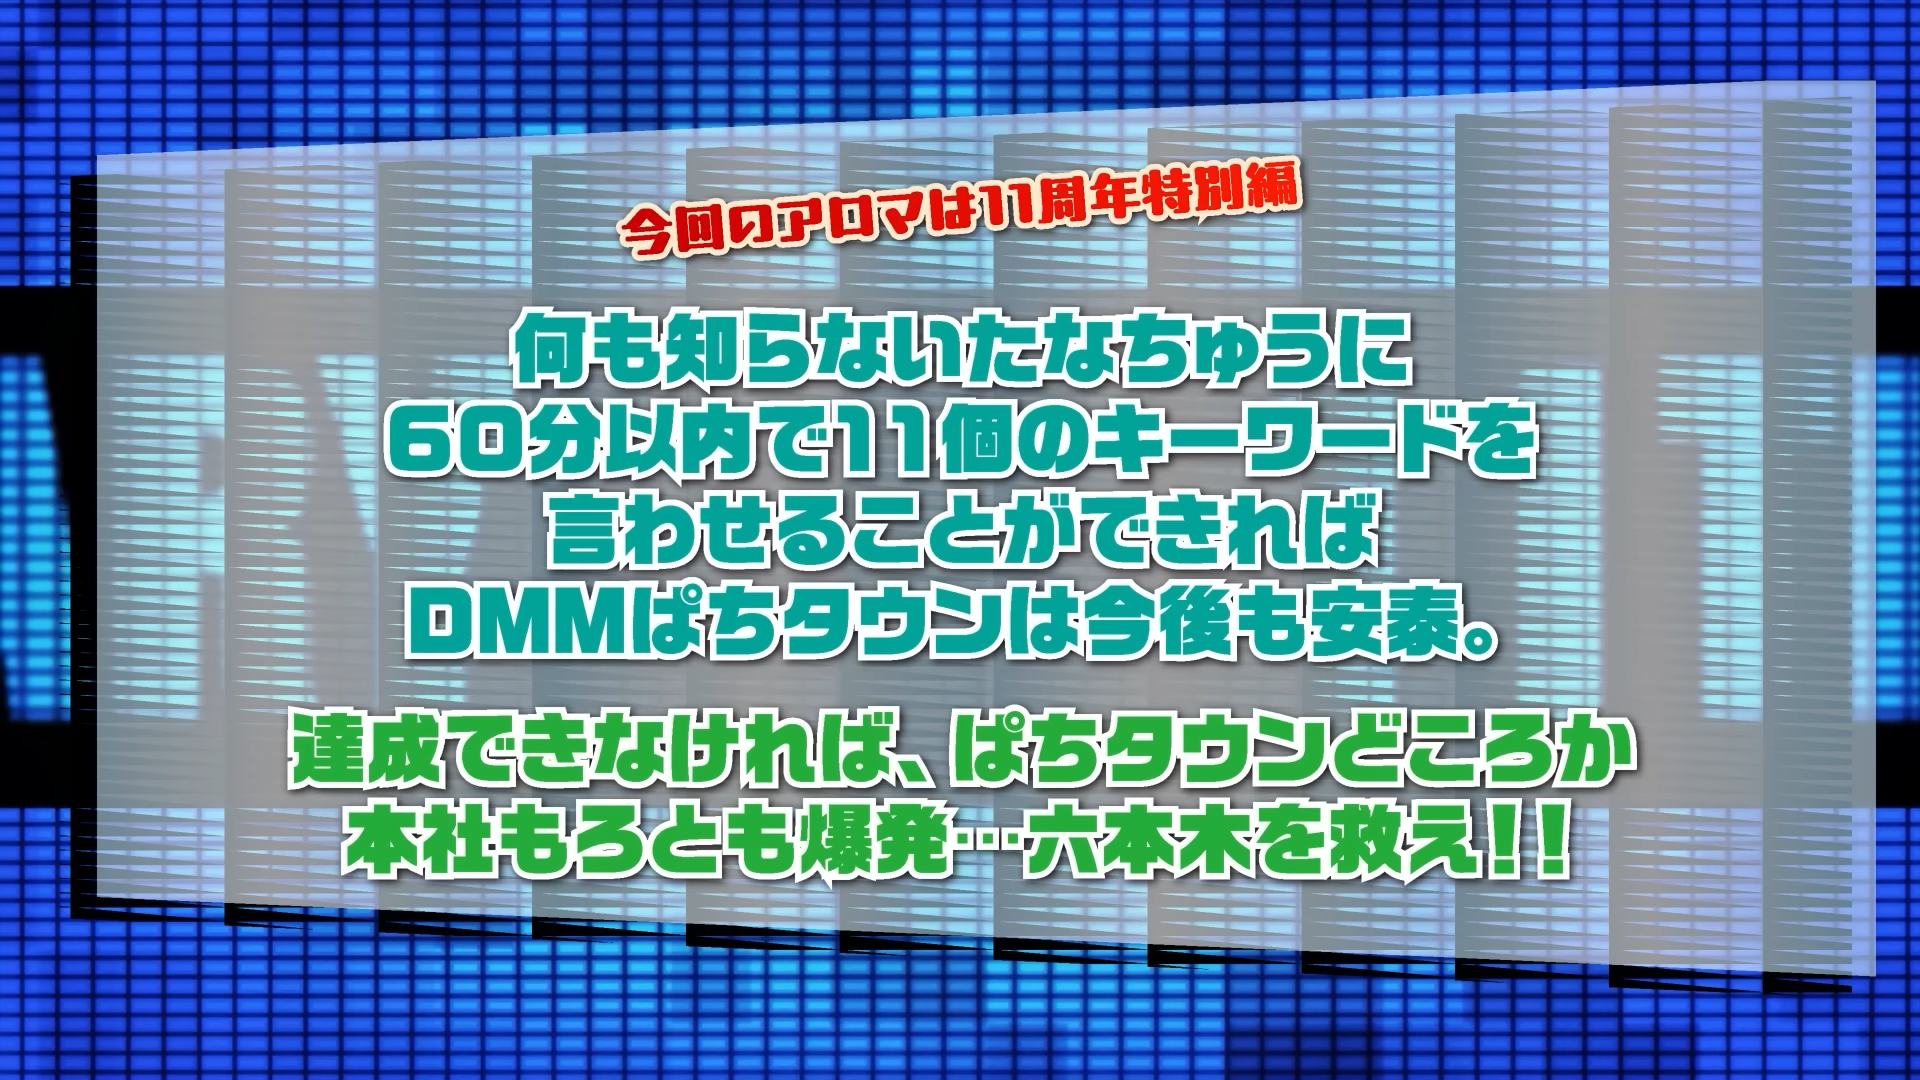 今回のアロマは11周年特別編
何も知らないたなちゅうに
60分以内で11個のキーワードを
言わせることができれば
DMMぱちタウンは今後も安泰。
達成できなければ、ぱちタウンどころか
本社もろとも爆発…六本木を救え!!